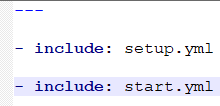 ---
- include: setup.yml
- include: start.yml